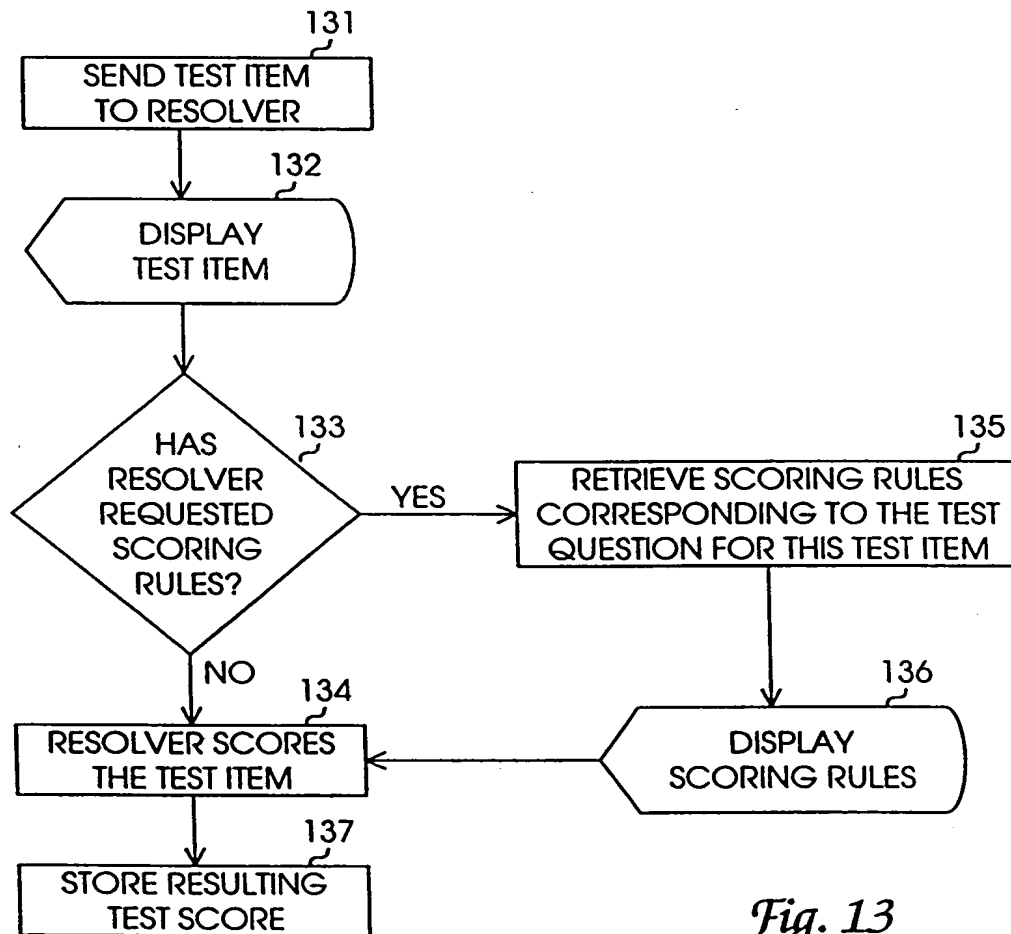 131
SEND TEST ITEM
TO RESOLVER
132
DISPLAY
TEST ITEM
133
HAS
RESOLVER
REQUESTED
SCORING
RULES?
YES
135
RETRIEVE SCORING RULES
CORRESPONDING TO THE TEST
QUESTION FOR THIS TEST ITEM
NO
134
RESOLVER SCORES
THE TEST ITEM
136
DISPLAY
SCORING RULES
137
STORE RESULTING
TEST SCORE
Fig. 13